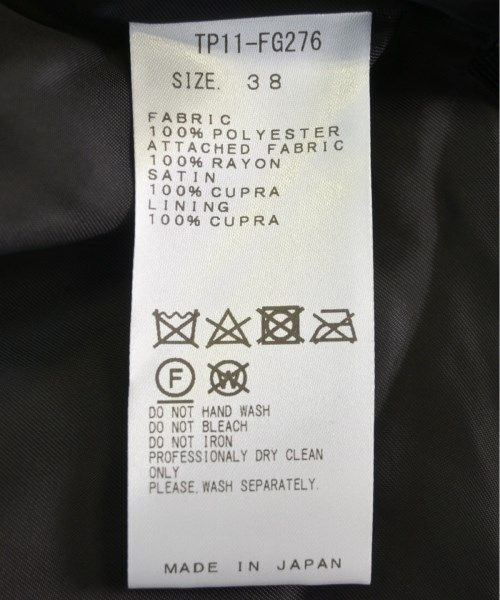 TP11-FG276
SIZE. 38
FABRIC
100% POLYESTER
ATTACHED FABRIC
100% RAYON
SATIN
100% CUPRA
LINING
100% CUPRA
F W
DO NOT HAND WASH
DO NOT BLEACH
DO NOT IRON
PROFESSIONALY DRY CLEAN
ONLY
PLEASE.WASH SEPARATELY.
MADE IN JAPAN